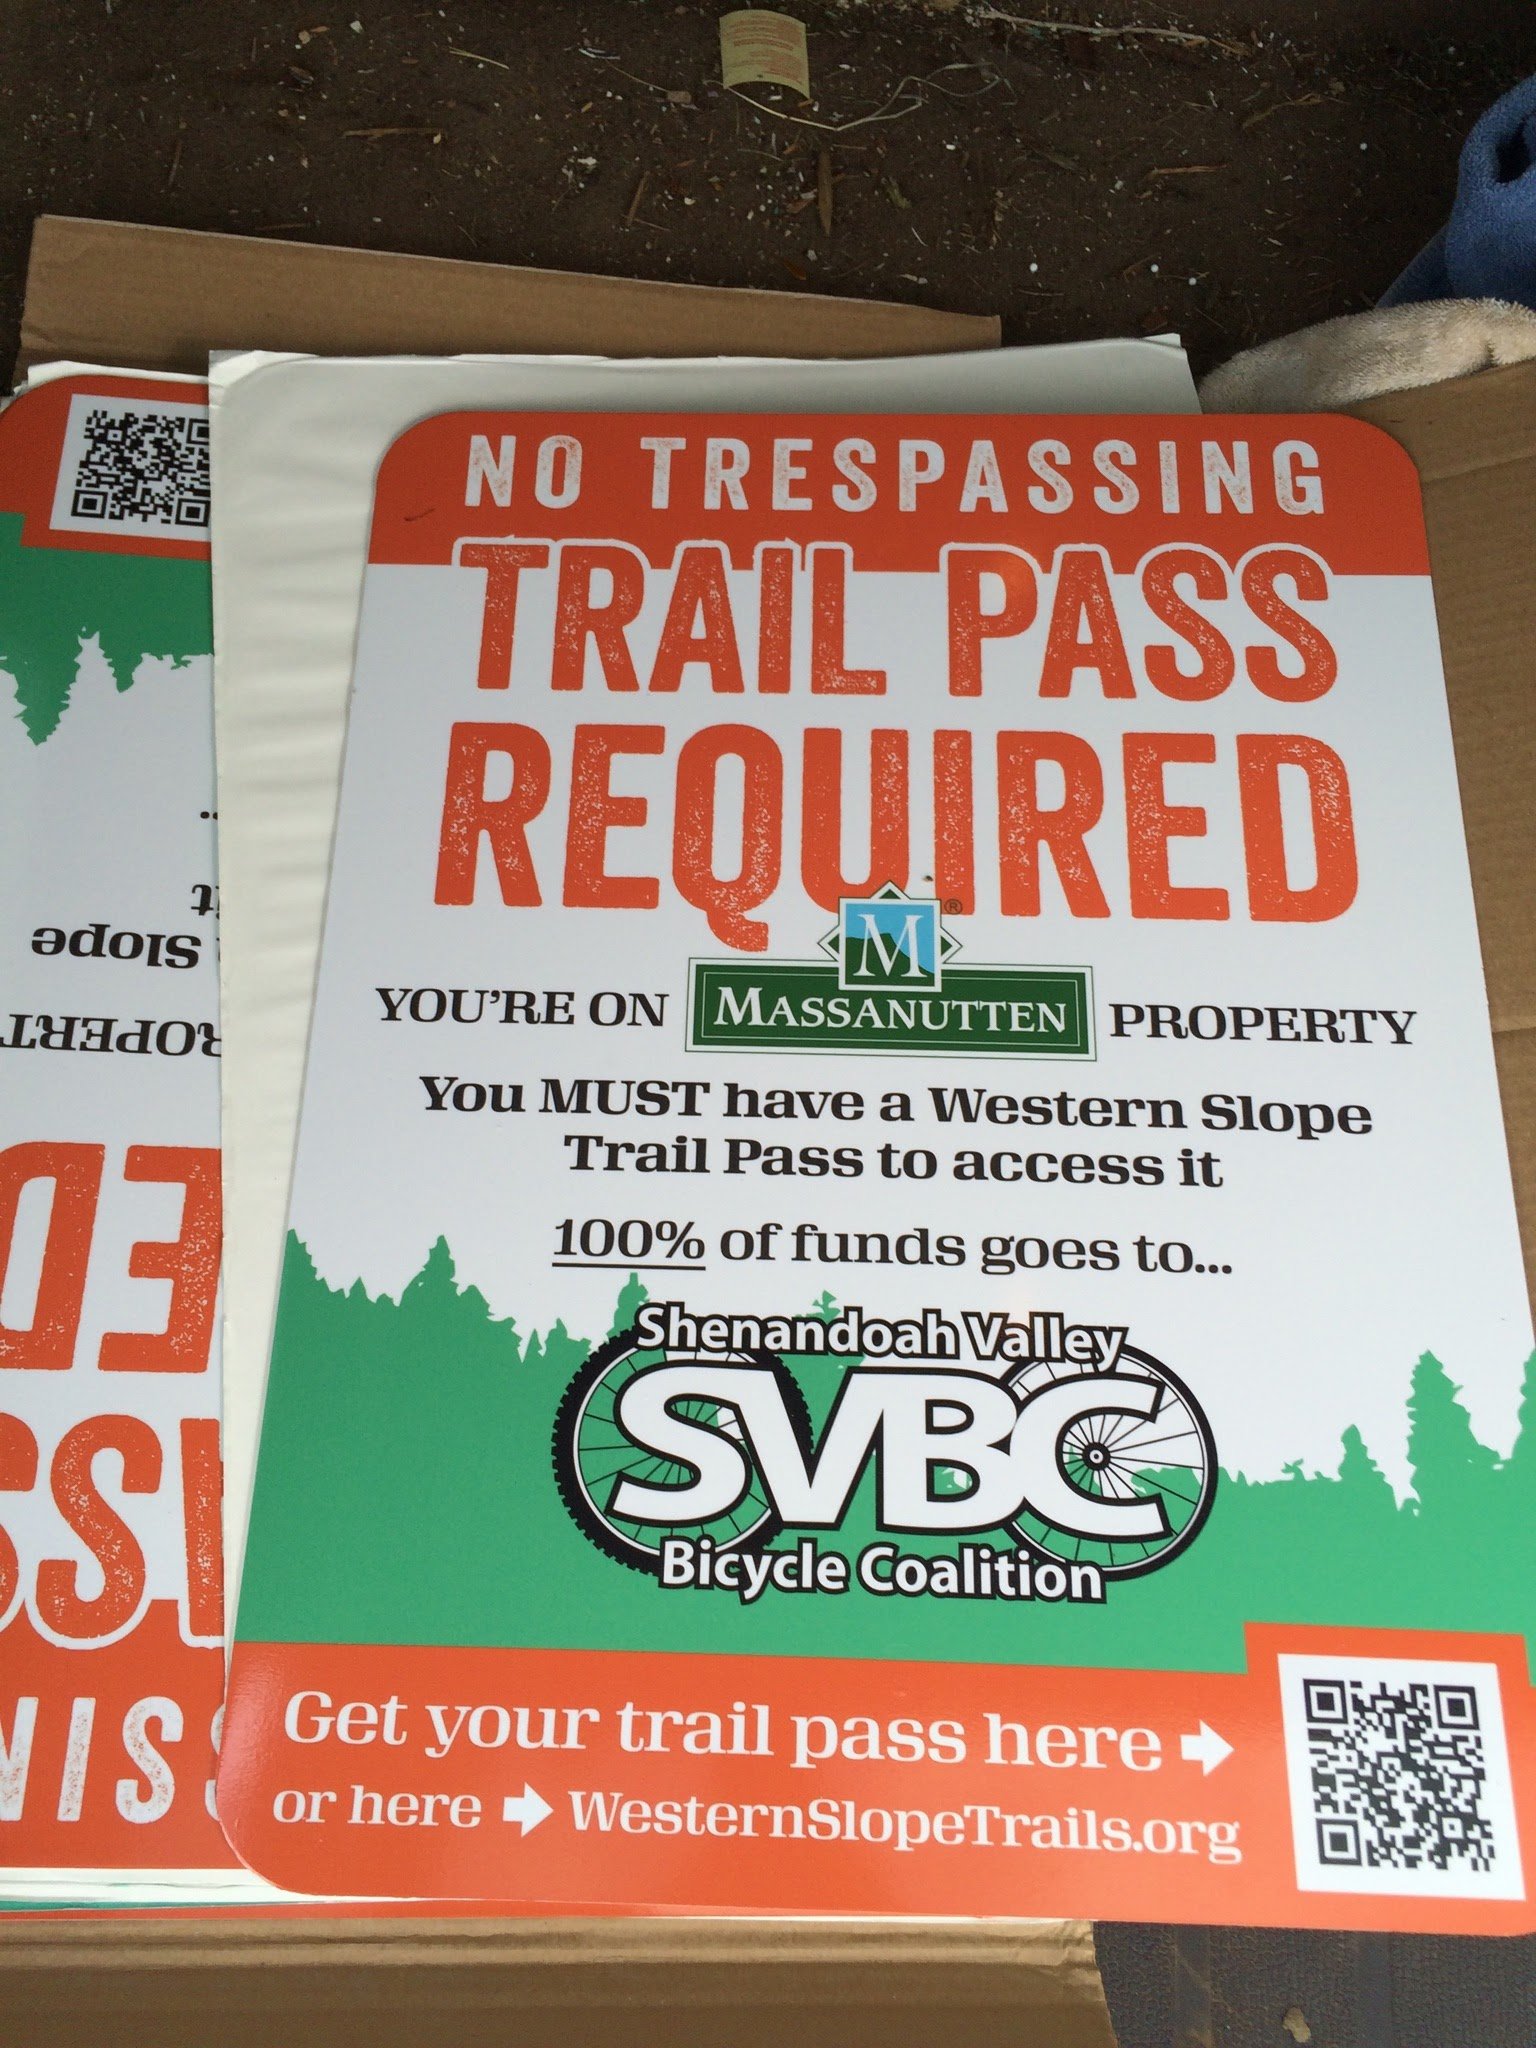 NO TRESPASSING
TRAIL PASS
REQUIRED
M ®
YOU'RE ON MASSANUTTEN PROPERTY
You MUST have a Western Slope
Trail Pass to access it
100% of funds goes to...
Shenandoah Valley
SVBC
Bicycle Coalition
Get your trail pass here
or here WesternSlopeTrails.org
Slope